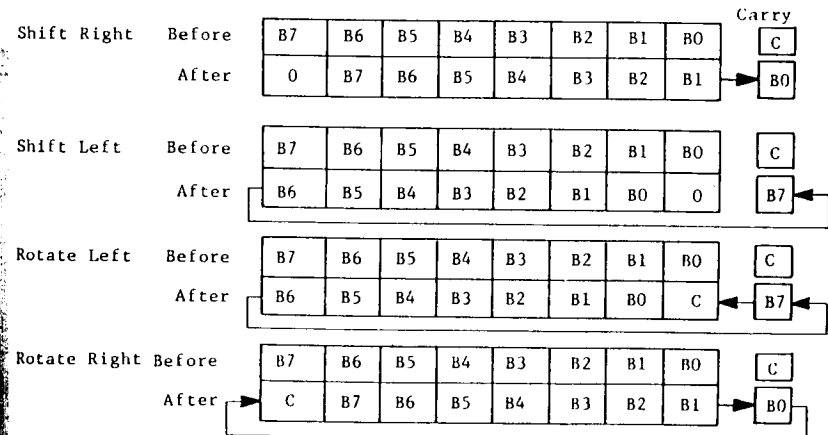 Carry
Shift Right Before B7 B6 B5 B4 B3 B2 B1 B0 C
After 0 B7 B6 B5 B4 B3 B2 B1 B0
Shift Left Before B7 B6 B5 B4 B3 B2 B1 B0 C
After B6 B5 B4 B3 B2 B1 B0 0 B7
Rotate Left Before B7 B6 B5 B4 B3 B2 B1 B0 C
After B6 B5 B4 B3 B2 B1 B0 C B7
Rotate Right Before B7 B6 B5 B4 B3 B2 B1 B0 C
After C B7 B6 B5 B4 B3 B2 B1 B0